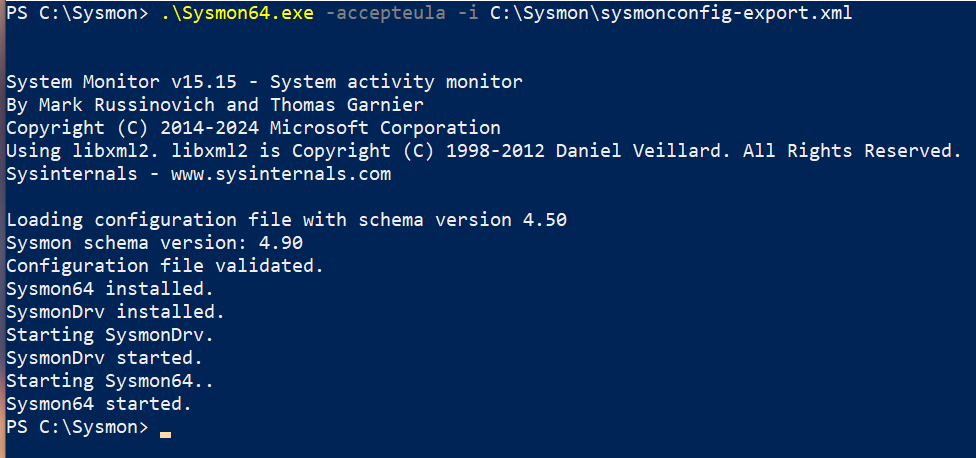 PS C:\Sysmon> .\Sysmon64.exe -accepteula -i C:\Sysmon\sysmonconfig-export.xml
System Monitor v15.15 - System activity monitor
By Mark Russinovich and Thomas Garnier
Copyright (C) 2014-2024 Microsoft Corporation
Using libxml2. libxml2 is Copyright (C) 1998-2012 Daniel Veillard. All Rights Reserved.
Sysinternals - www.sysinternals.com
Loading configuration file with schema version 4.50
Sysmon schema version: 4.90
Configuration file validated.
Sysmon64 installed.
SysmonDrv installed.
Starting SysmonDrv.
SysmonDrv started.
Starting Sysmon64..
Sysmon64 started.
PS C:\Sysmon>